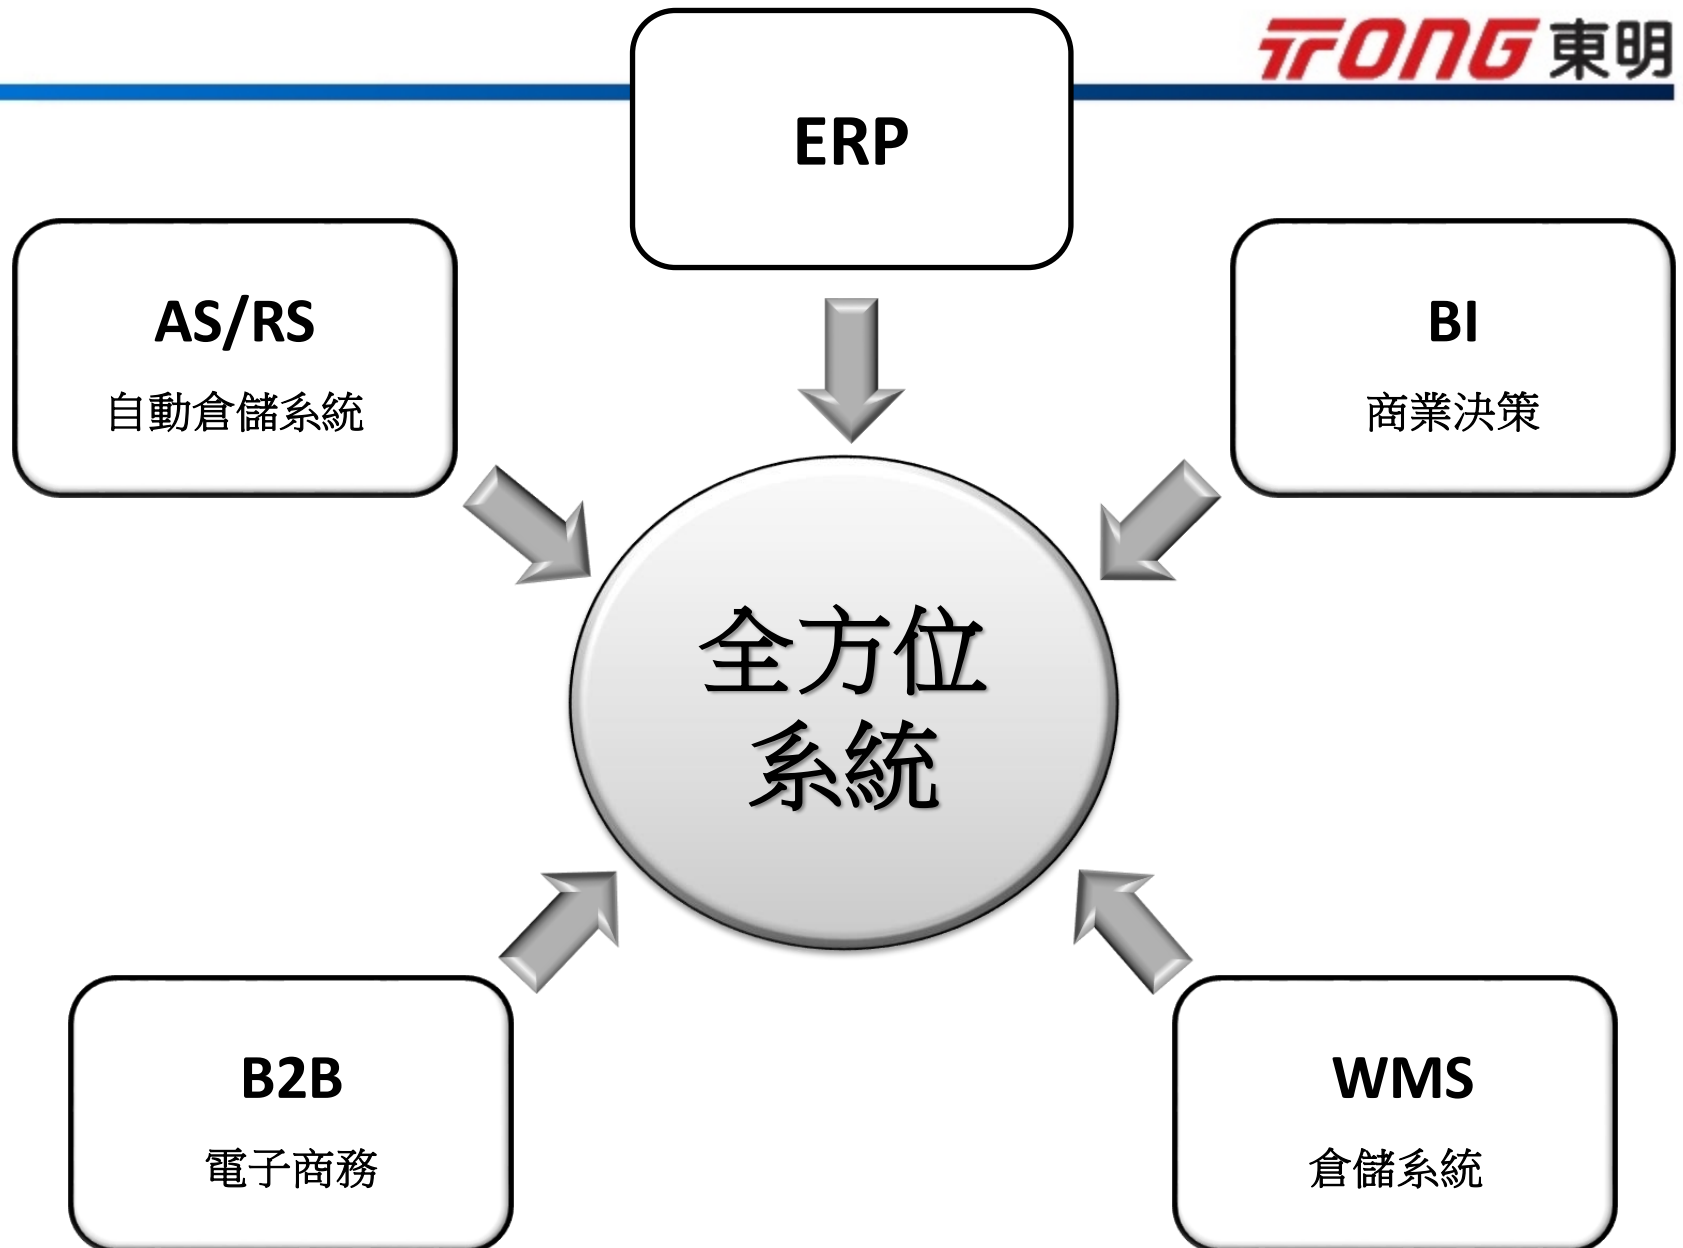 TONG 東明
ERP
AS/RS
自動倉儲系統
BI
商業決策
全方位
系統
B2B
電子商務
WMS
倉儲系統